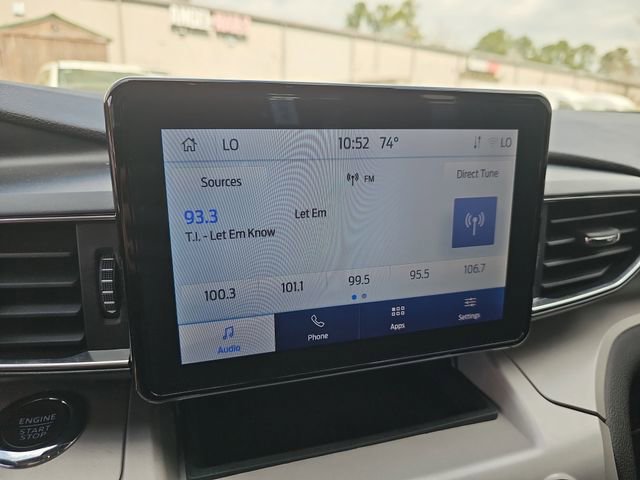 LO 10:52 74° LO
Sources FM Direct Tune
93.3 Let Em
T.I. - Let Em Know
100.3 101.1 99.5 95.5 106.7
Audio Phone Apps Settings
ENGINE
START
STOP